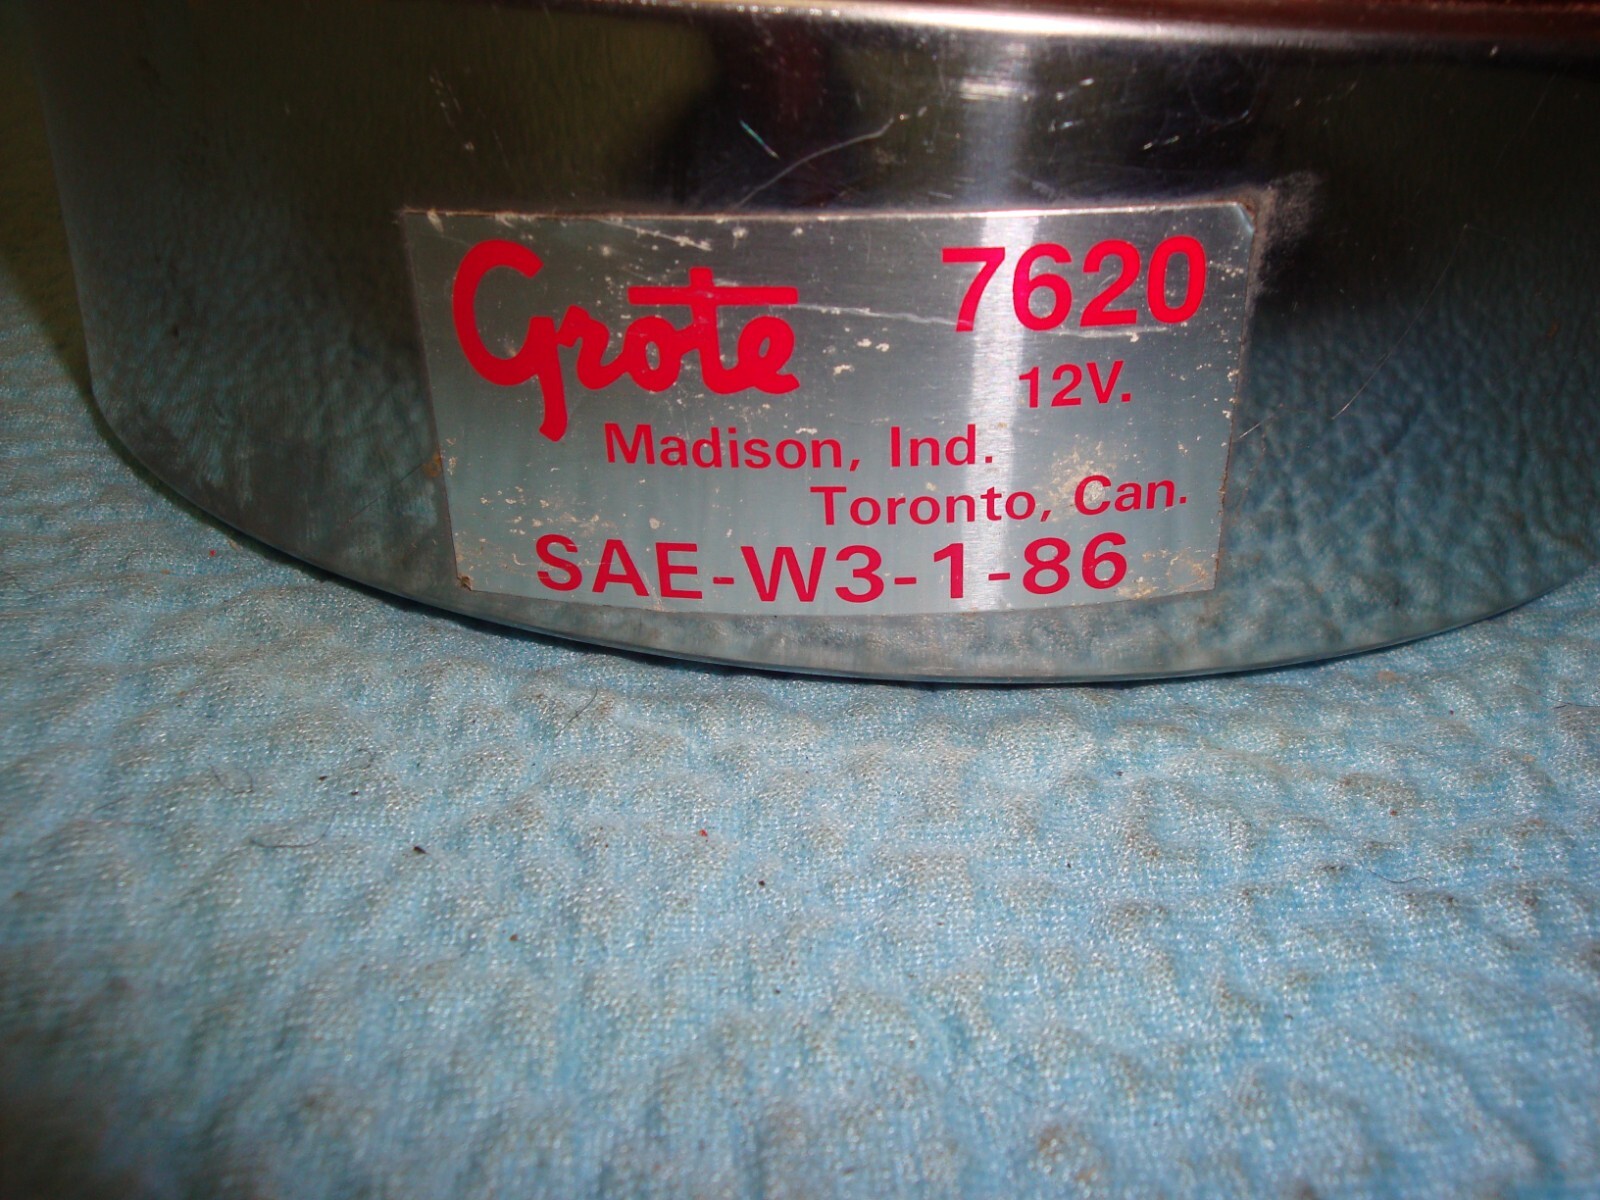 Grote 7620
12V.
Madison, Ind.
Toronto, Can.
SAE-W3-1-86